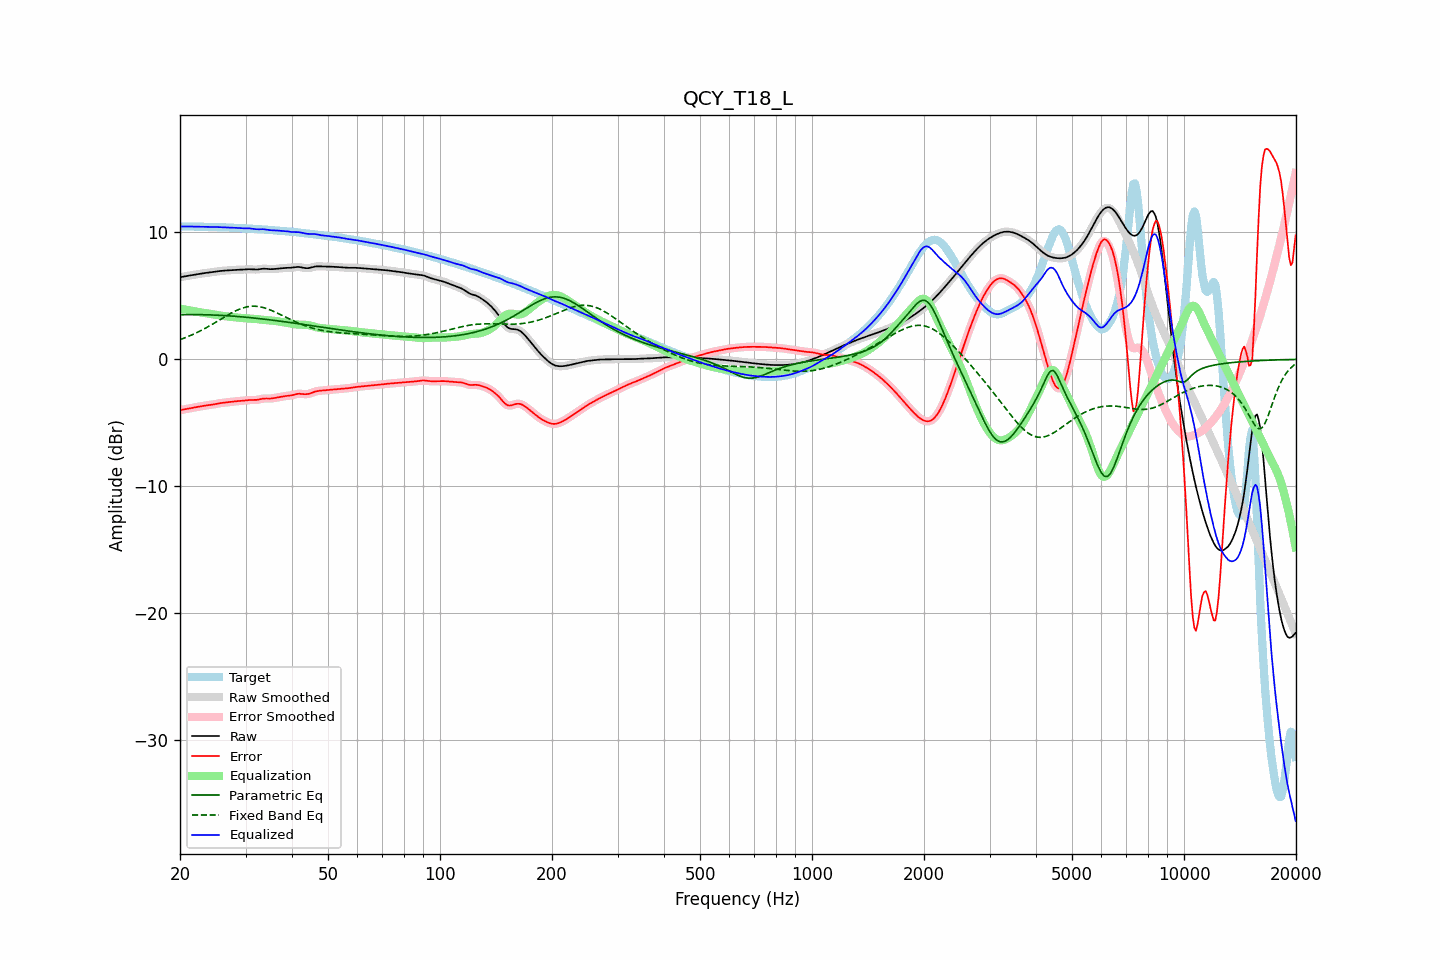 QCY_T18_L
Amplitude (dBr)
10
0
−10
−20
−30
Target
Raw Smoothed
Error Smoothed
Raw
Error
Equalization
Parametric Eq
Fixed Band Eq
Equalized
20 50 100 200 500 1000 2000 5000 10000 20000
Frequency (Hz)